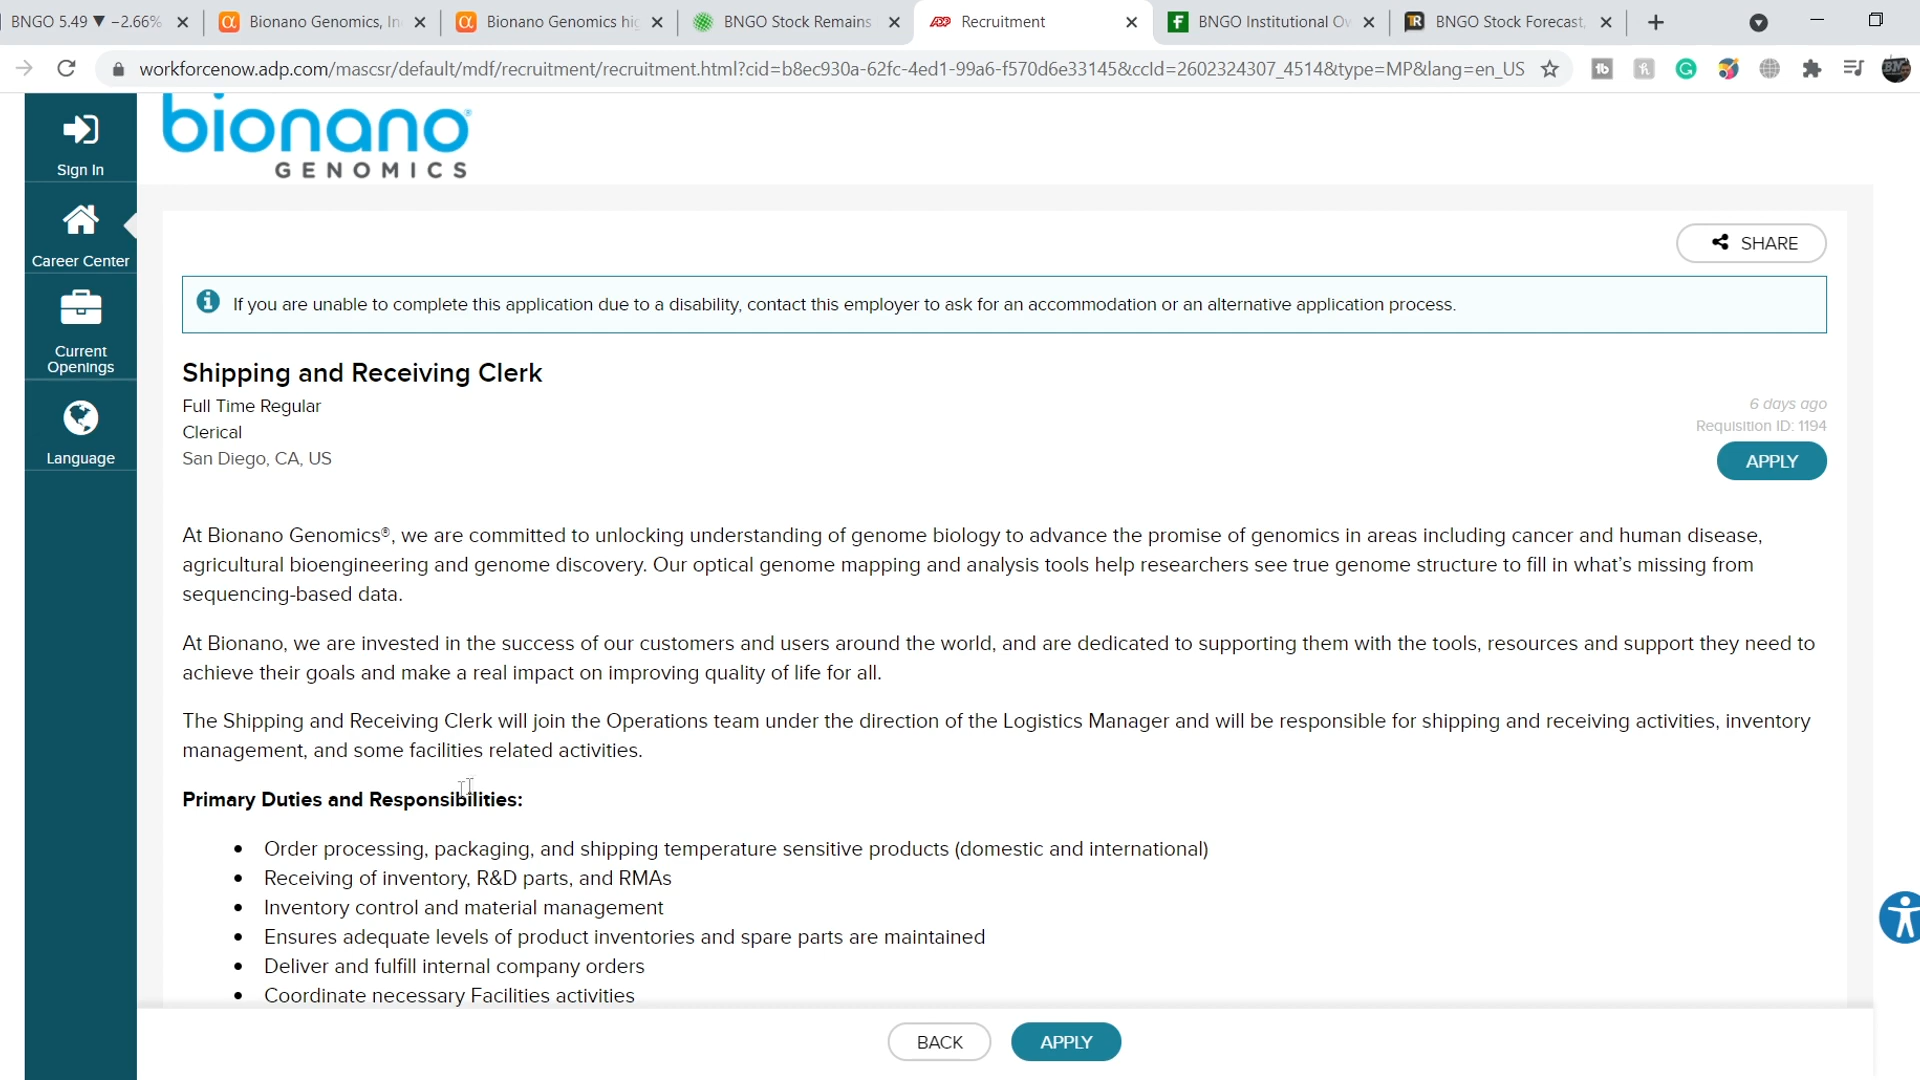 BNGO 5.49 ▼ −2.66%
Bionano Genomics, In
Bionano Genomics hig
BNGO Stock Remains
Recruitment
BNGO Institutional Ow
BNGO Stock Forecast,
workforcenow.adp.com/mascsr/default/mdf/recruitment/recruitment.html?cid=b8ec930a-62fc-4ed1-99a6-f570d6e33145&ccId=2602324307_4514&type=MP&lang=en_US
bionano
GENOMICS
Sign In
Career Center
Current
Openings
Language
SHARE
If you are unable to complete this application due to a disability, contact this employer to ask for an accommodation or an alternative application process.
Shipping and Receiving Clerk
Full Time Regular
Clerical
San Diego, CA, US
6 days ago
Requisition ID: 1194
APPLY
At Bionano Genomics®, we are committed to unlocking understanding of genome biology to advance the promise of genomics in areas including cancer and human disease,
agricultural bioengineering and genome discovery. Our optical genome mapping and analysis tools help researchers see true genome structure to fill in what’s missing from
sequencing-based data.
At Bionano, we are invested in the success of our customers and users around the world, and are dedicated to supporting them with the tools, resources and support they need to
achieve their goals and make a real impact on improving quality of life for all.
The Shipping and Receiving Clerk will join the Operations team under the direction of the Logistics Manager and will be responsible for shipping and receiving activities, inventory
management, and some facilities related activities.
Primary Duties and Responsibilities:
• Order processing, packaging, and shipping temperature sensitive products (domestic and international)
• Receiving of inventory, R&D parts, and RMAs
• Inventory control and material management
• Ensures adequate levels of product inventories and spare parts are maintained
• Deliver and fulfill internal company orders
• Coordinate necessary Facilities activities
BACK
APPLY